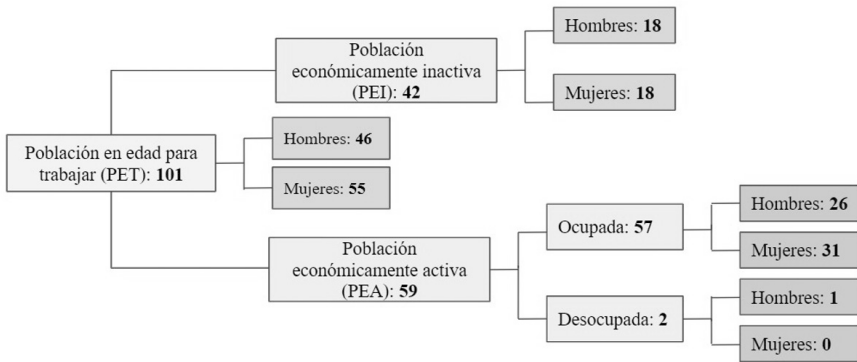 Población en edad para
trabajar (PET): 101
Hombres: 46
Mujeres: 55
Población
económicamente inactiva
(PEI): 42
Hombres: 18
Mujeres: 18
Población
económicamente activa
(PEA): 59
Ocupada: 57
Hombres: 26
Mujeres: 31
Desocupada: 2
Hombres: 1
Mujeres: 0